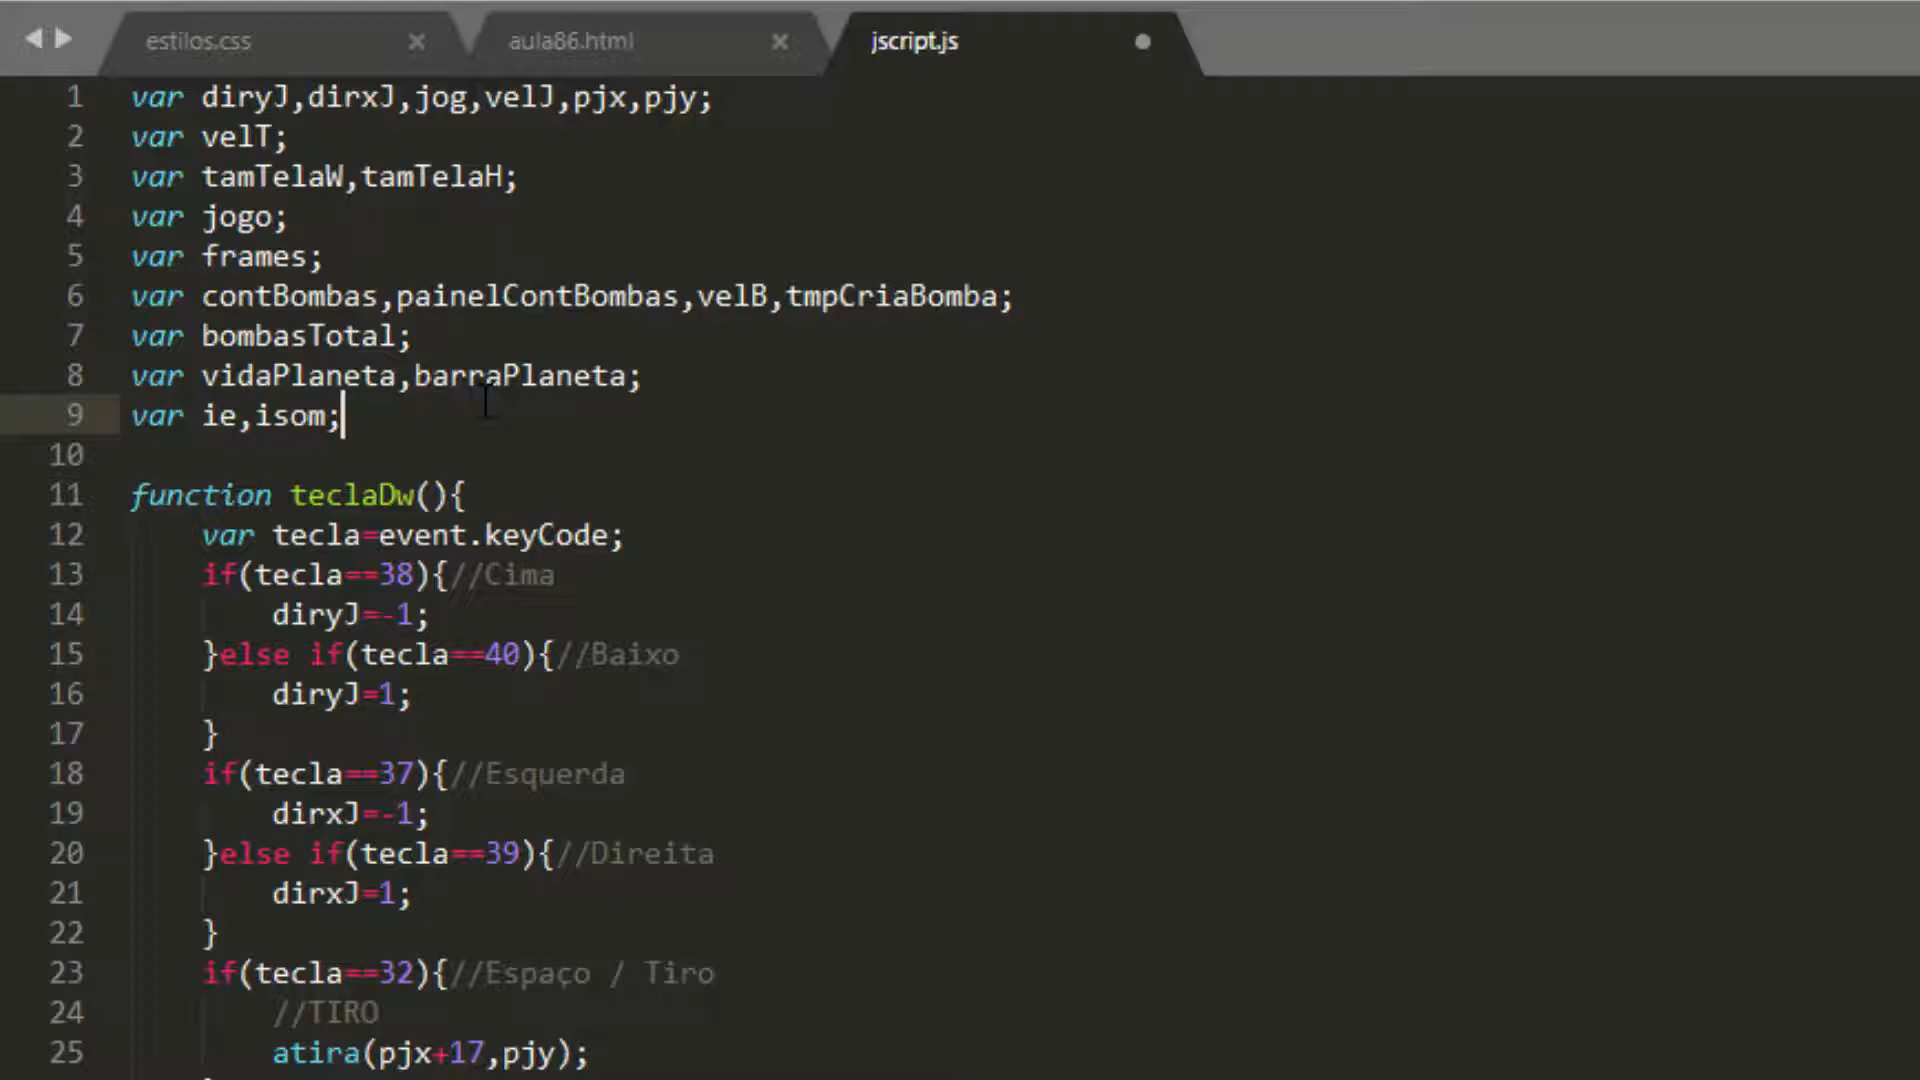 estilos.css × aula86.html × jscript.js
1 var diryJ,dirxJ,jog,velJ,pjx,pjy;
2 var velT;
3 var tamTelaW,tamTelaH;
4 var jogo;
5 var frames;
6 var contBombas,painelContBombas,velB,tmpCriaBomba;
7 var bombasTotal;
8 var vidaPlaneta,barraPlaneta;
9 var ie,isom;
10
11 function teclaDw(){
12 var tecla=event.keyCode;
13 if(tecla==38){//Cima
14 diryJ=-1;
15 }else if(tecla==40){//Baixo
16 diryJ=1;
17 }
18 if(tecla==37){//Esquerda
19 dirxJ=-1;
20 }else if(tecla==39){//Direita
21 dirxJ=1;
22 }
23 if(tecla==32){//Espaço / Tiro
24 //TIRO
25 atira(pjx+17,pjy);